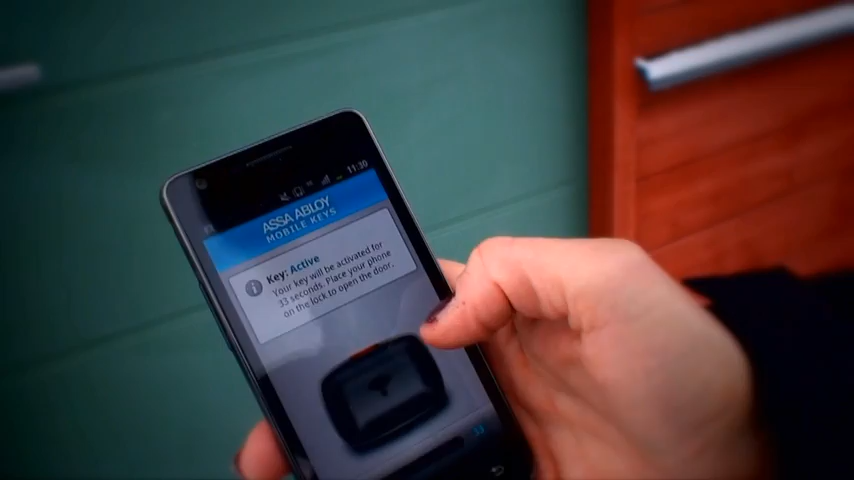 11:30
ASSA ABLOY
MOBILE KEYS
Key: Active
Your key will be activated for
33 seconds. Place your phone
on the lock to open the door.